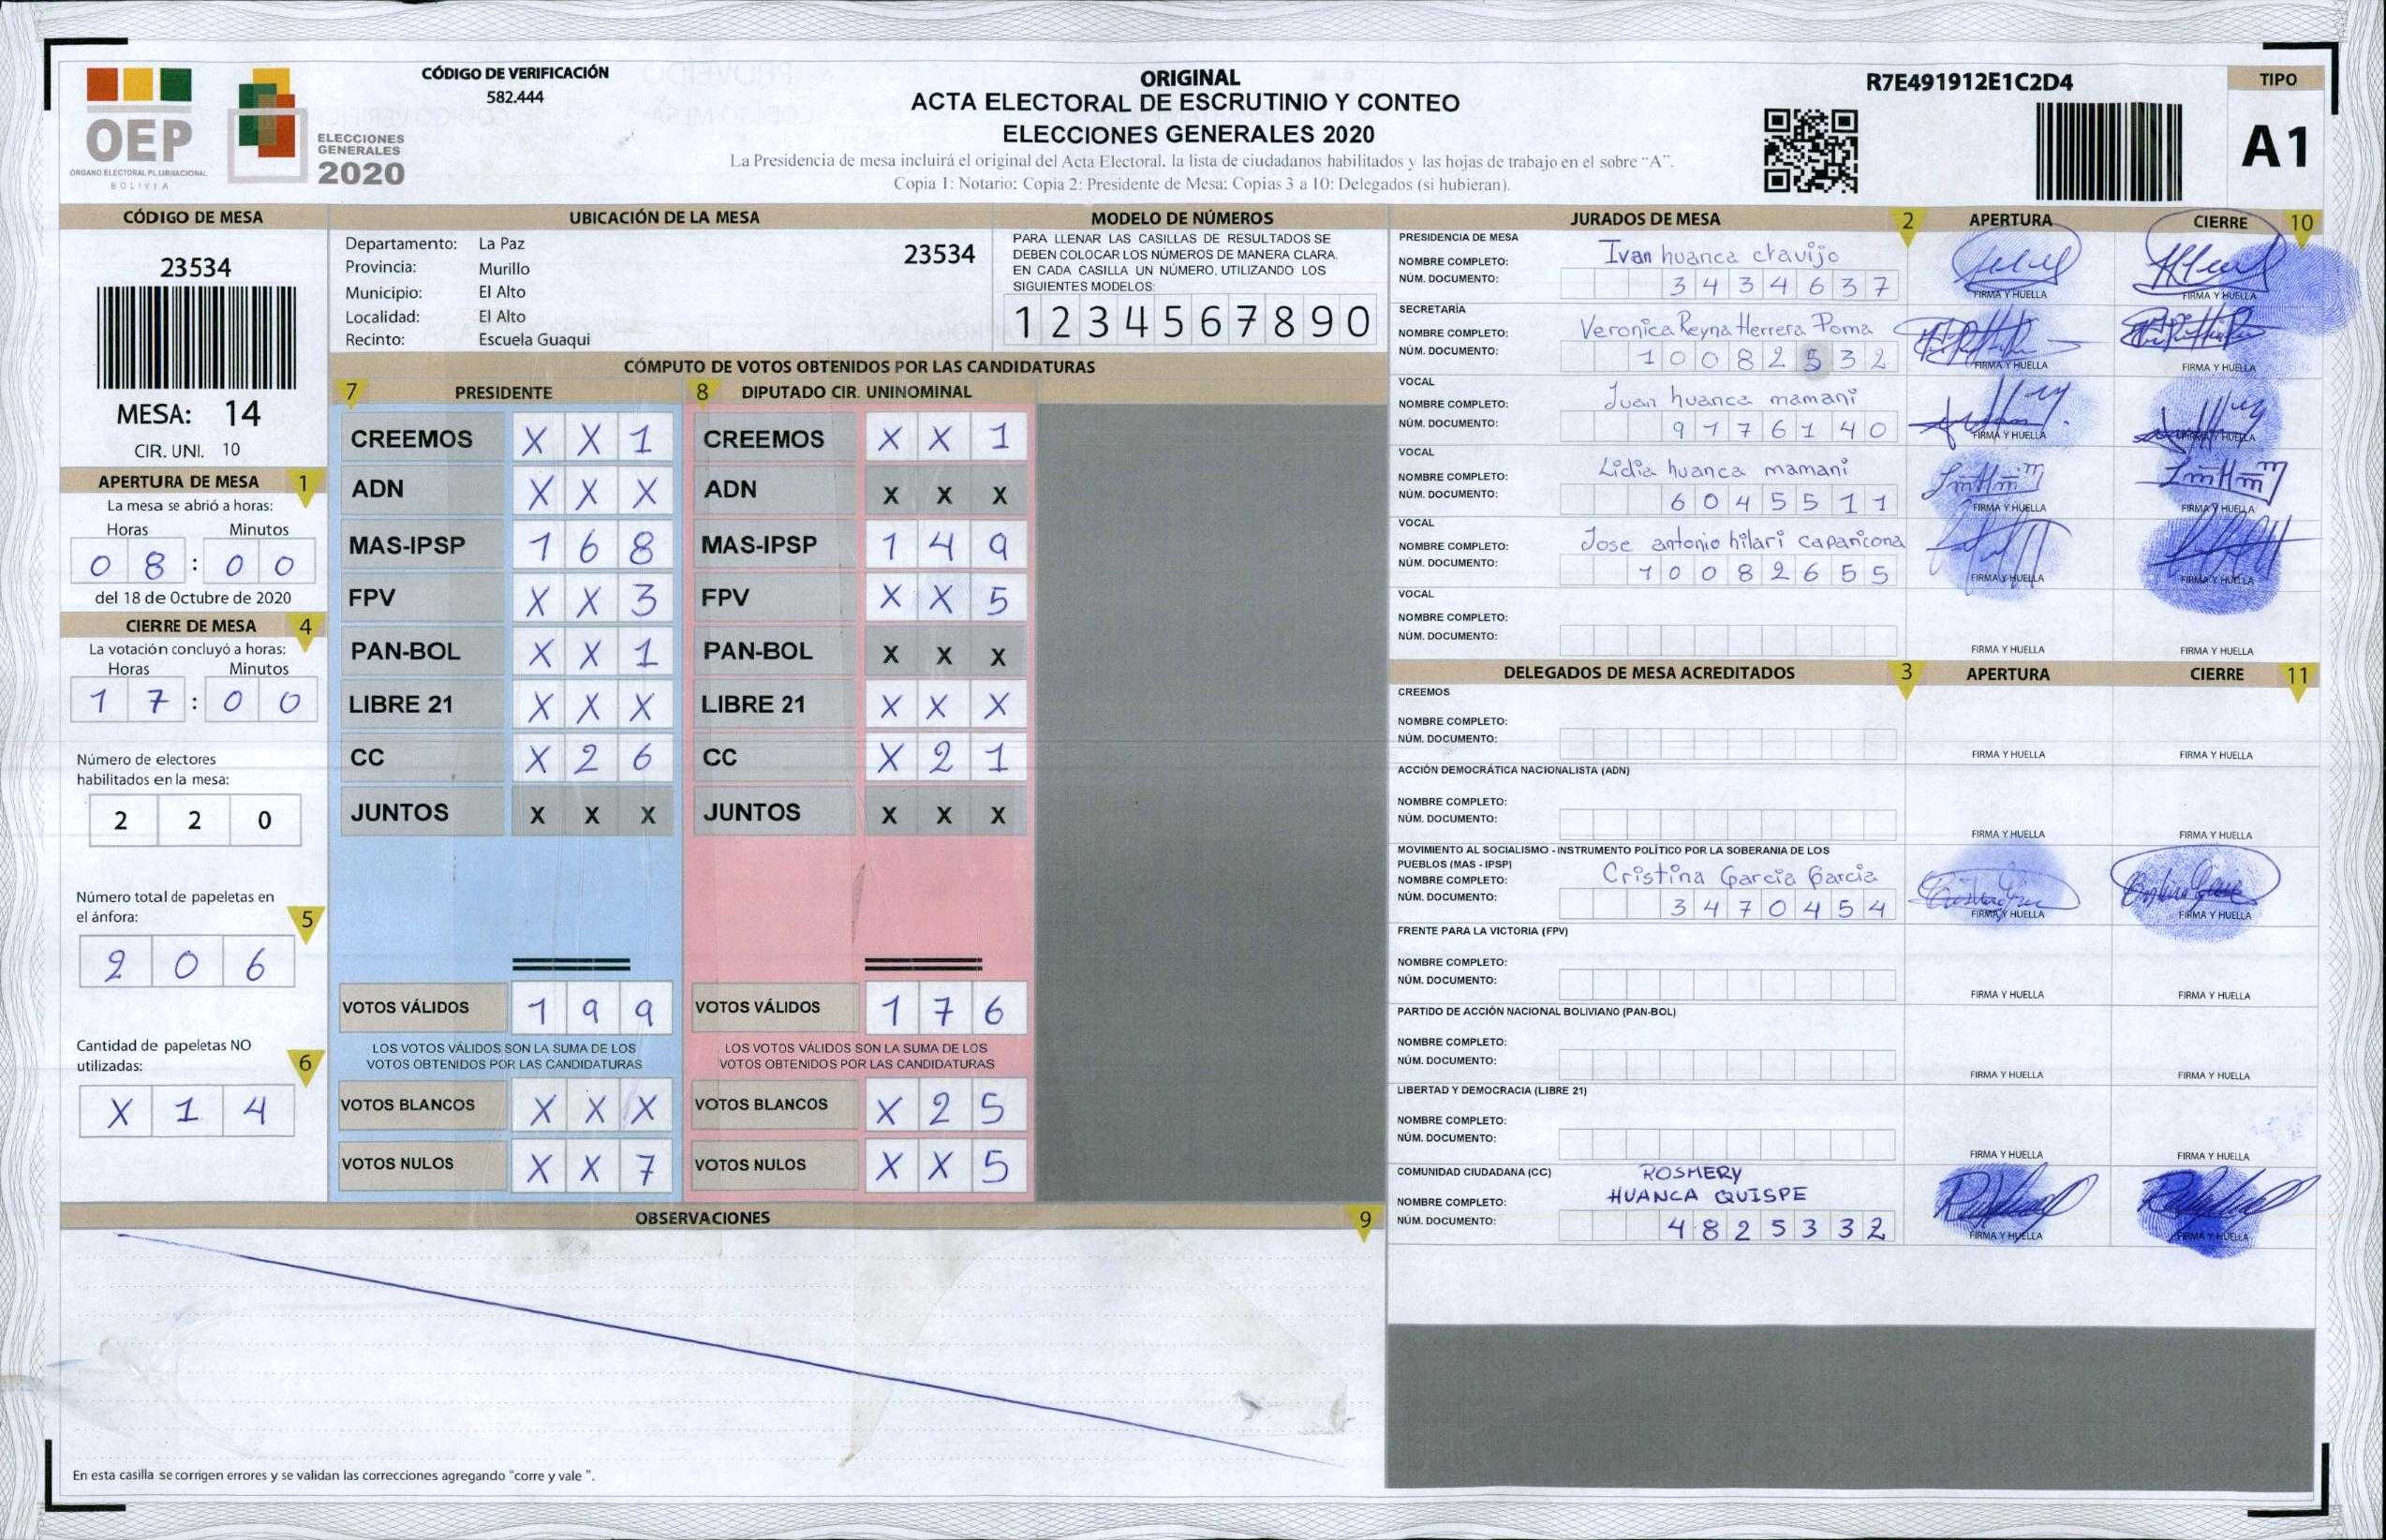 OEP
ÓRGANO ELECTORAL PLURINACIONAL
BOLIVIA
ELECCIONES
GENERALES
2020
CÓDIGO DE VERIFICACIÓN
582.444
ORIGINAL
ACTA ELECTORAL DE ESCRUTINIO Y CONTEO
ELECCIONES GENERALES 2020
La Presidencia de mesa incluirá el original del Acta Electoral, la lista de ciudadanos habilitados y las hojas de trabajo en el sobre "A".
Copia 1: Notario; Copia 2: Presidente de Mesa; Copias 3 a 10: Delegados (si hubieran).
R7E491912E1C2D4
TIPO
A1
CÓDIGO DE MESA
23534
MESA: 14
CIR. UNI. 10
APERTURA DE MESA 1
La mesa se abrió a horas:
Horas Minutos
0 8 : 0 0
del 18 de Octubre de 2020
CIERRE DE MESA 4
La votación concluyó a horas:
Horas Minutos
1 7 : 0 0
Número de electores
habilitados en la mesa:
2 2 0
Número total de papeletas en
el ánfora: 5
2 0 6
Cantidad de papeletas NO
utilizadas: 6
X 1 4
UBICACIÓN DE LA MESA
Departamento: La Paz 23534
Provincia: Murillo
Municipio: El Alto
Localidad: El Alto
Recinto: Escuela Guaqui
MODELO DE NÚMEROS
PARA LLENAR LAS CASILLAS DE RESULTADOS SE
DEBEN COLOCAR LOS NÚMEROS DE MANERA CLARA.
EN CADA CASILLA UN NÚMERO, UTILIZANDO LOS
SIGUIENTES MODELOS:
1 2 3 4 5 6 7 8 9 0
CÓMPUTO DE VOTOS OBTENIDOS POR LAS CANDIDATURAS
7 PRESIDENTE
CREEMOS X X 1
ADN X X X
MAS-IPSP 1 6 8
FPV X X 3
PAN-BOL X X 1
LIBRE 21 X X X
CC X 2 6
JUNTOS X X X
VOTOS VÁLIDOS 1 9 9
LOS VOTOS VÁLIDOS SON LA SUMA DE LOS
VOTOS OBTENIDOS POR LAS CANDIDATURAS
VOTOS BLANCOS X X X
VOTOS NULOS X X 7
8 DIPUTADO CIR. UNINOMINAL
CREEMOS X X 1
ADN X X X
MAS-IPSP 1 4 9
FPV X X 5
PAN-BOL X X X
LIBRE 21 X X X
CC X 2 1
JUNTOS X X X
VOTOS VÁLIDOS 1 7 6
LOS VOTOS VÁLIDOS SON LA SUMA DE LOS
VOTOS OBTENIDOS POR LAS CANDIDATURAS
VOTOS BLANCOS X 2 5
VOTOS NULOS X X 5
OBSERVACIONES 9
En esta casilla se corrigen errores y se validan las correcciones agregando "corre y vale ".
JURADOS DE MESA 2 APERTURA CIERRE 10
PRESIDENCIA DE MESA
NOMBRE COMPLETO: Ivan huanca clavijo
NÚM. DOCUMENTO: 3 4 3 4 6 3 7
FIRMA Y HUELLA FIRMA Y HUELLA
SECRETARÍA
NOMBRE COMPLETO: Veronica Reyna Herrera Poma
NÚM. DOCUMENTO: 1 0 0 8 2 5 3 2
FIRMA Y HUELLA FIRMA Y HUELLA
VOCAL
NOMBRE COMPLETO: Juan huanca mamani
NÚM. DOCUMENTO: 9 1 7 6 1 4 0
FIRMA Y HUELLA FIRMA Y HUELLA
VOCAL
NOMBRE COMPLETO: Lidia huanca mamani
NÚM. DOCUMENTO: 6 0 4 5 5 1 1
FIRMA Y HUELLA FIRMA Y HUELLA
VOCAL
NOMBRE COMPLETO: Jose antonio hilari caparicona
NÚM. DOCUMENTO: 1 0 0 8 2 6 5 5
FIRMA Y HUELLA FIRMA Y HUELLA
VOCAL
NOMBRE COMPLETO:
NÚM. DOCUMENTO:
FIRMA Y HUELLA FIRMA Y HUELLA
DELEGADOS DE MESA ACREDITADOS 3 APERTURA CIERRE 11
CREEMOS
NOMBRE COMPLETO:
NÚM. DOCUMENTO:
FIRMA Y HUELLA FIRMA Y HUELLA
ACCIÓN DEMOCRÁTICA NACIONALISTA (ADN)
NOMBRE COMPLETO:
NÚM. DOCUMENTO:
FIRMA Y HUELLA FIRMA Y HUELLA
MOVIMIENTO AL SOCIALISMO - INSTRUMENTO POLÍTICO POR LA SOBERANIA DE LOS
PUEBLOS (MAS - IPSP)
NOMBRE COMPLETO: Cristina Garcia Garcia
NÚM. DOCUMENTO: 3 4 7 0 4 5 4
FIRMA Y HUELLA FIRMA Y HUELLA
FRENTE PARA LA VICTORIA (FPV)
NOMBRE COMPLETO:
NÚM. DOCUMENTO:
FIRMA Y HUELLA FIRMA Y HUELLA
PARTIDO DE ACCIÓN NACIONAL BOLIVIANO (PAN-BOL)
NOMBRE COMPLETO:
NÚM. DOCUMENTO:
FIRMA Y HUELLA FIRMA Y HUELLA
LIBERTAD Y DEMOCRACIA (LIBRE 21)
NOMBRE COMPLETO:
NÚM. DOCUMENTO:
FIRMA Y HUELLA FIRMA Y HUELLA
COMUNIDAD CIUDADANA (CC) ROSMERY
NOMBRE COMPLETO: HUANCA QUISPE
NÚM. DOCUMENTO: 4 8 2 5 3 3 2
FIRMA Y HUELLA FIRMA Y HUELLA